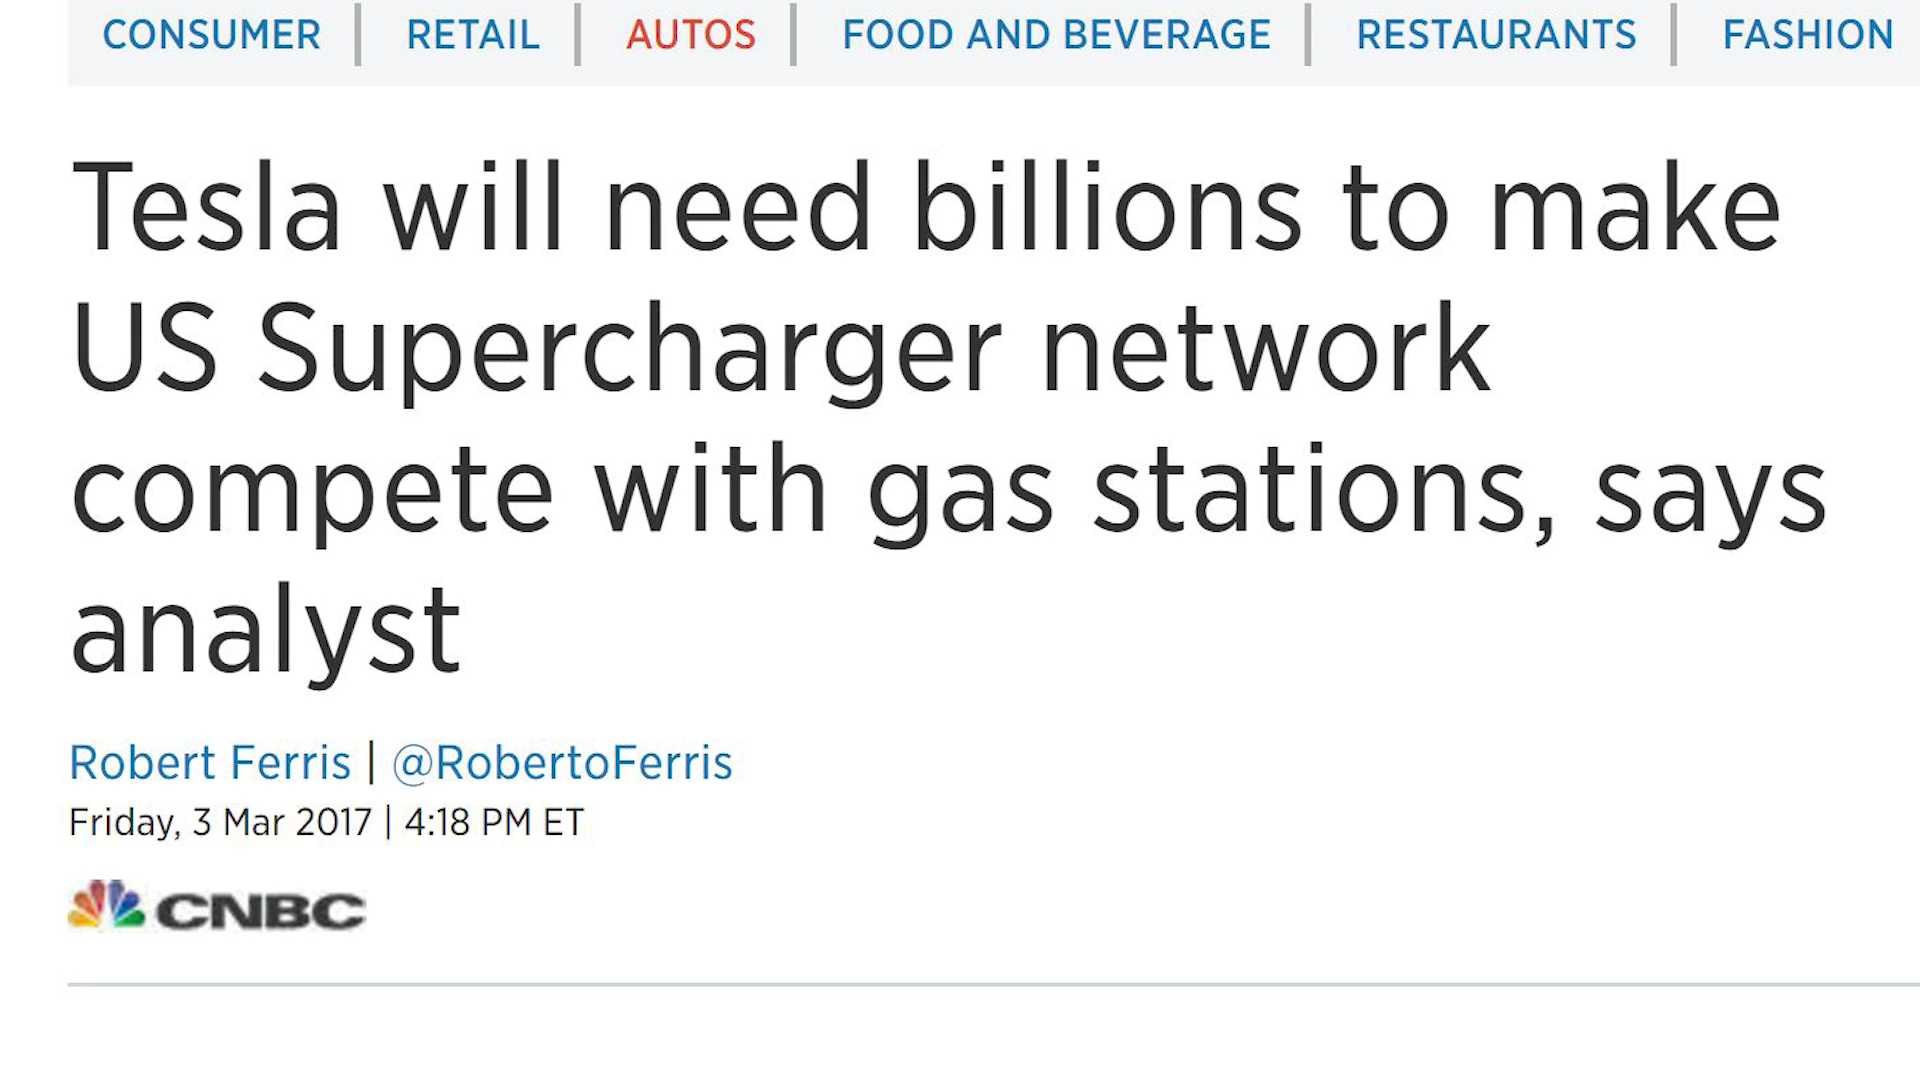 CONSUMER | RETAIL | AUTOS | FOOD AND BEVERAGE | RESTAURANTS | FASHION
Tesla will need billions to make
US Supercharger network
compete with gas stations, says
analyst
Robert Ferris | @RobertoFerris
Friday, 3 Mar 2017 | 4:18 PM ET
CNBC